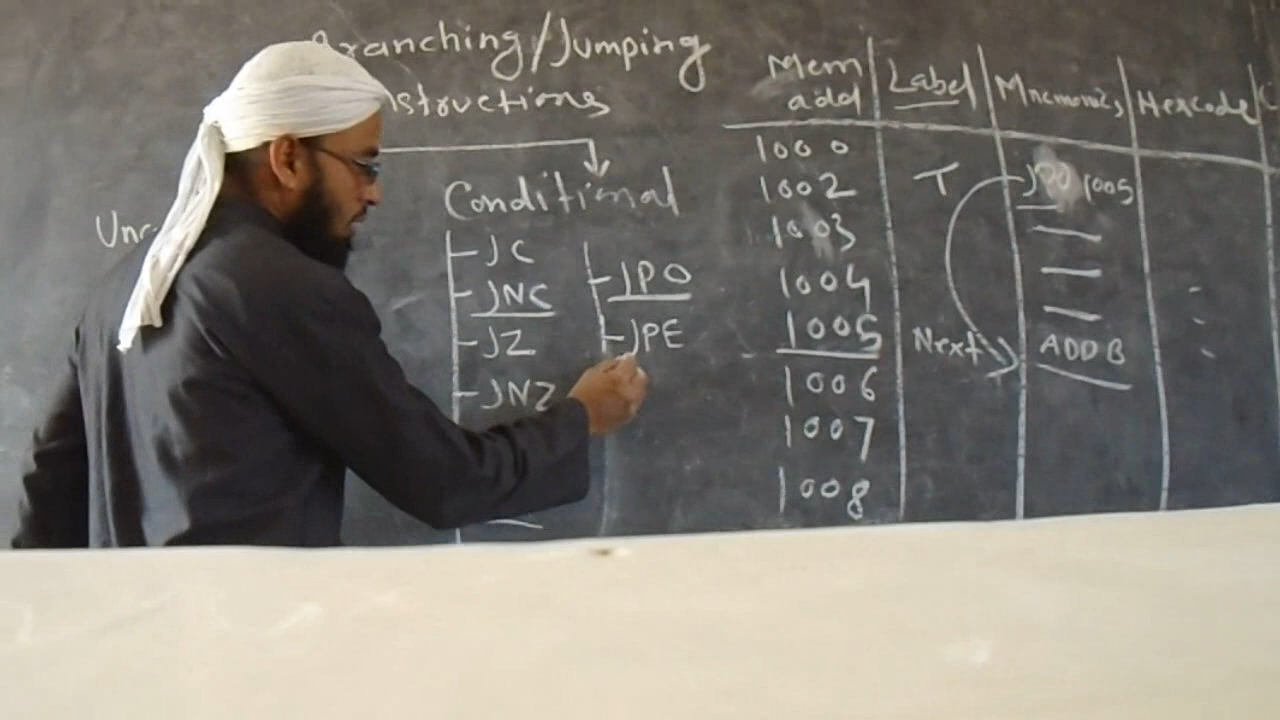 Branching/Jumping
Instructions
Conditional
JC
JNC
JZ
JNZ
JPO
JPE
Mem add | Label | Mnemonics | Hexcode
1000
1002 T JPO 1005
1003
1004
1005 Next ADD B
1006
1007
1008